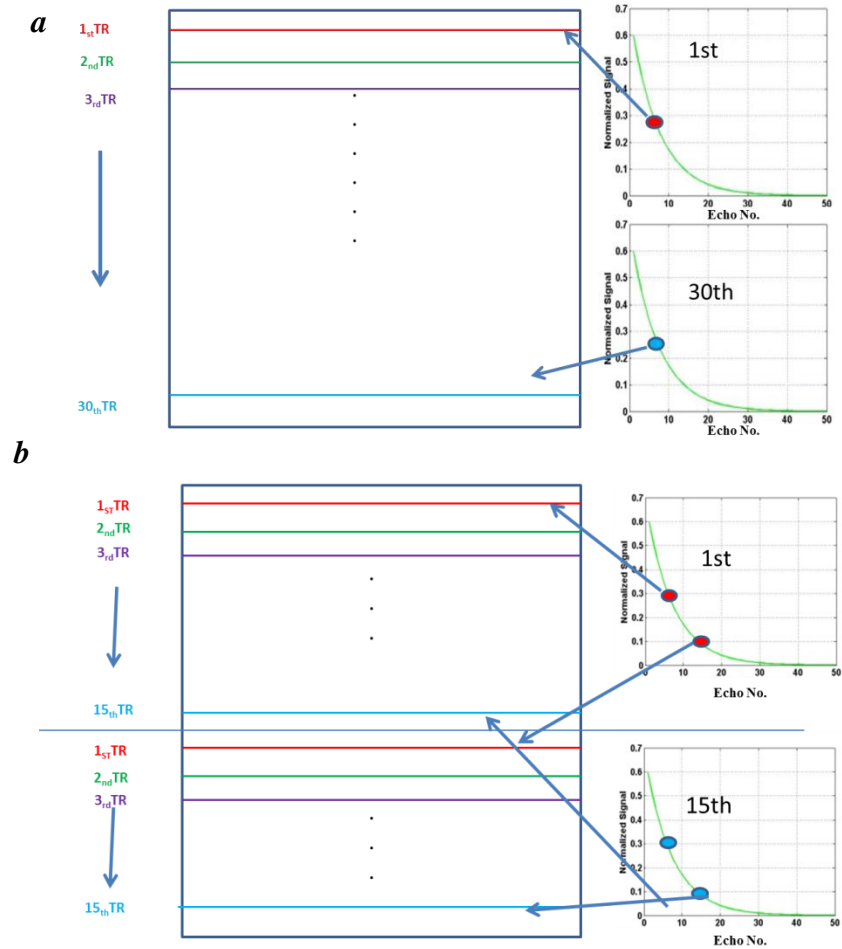 a
1stTR
2ndTR
3rdTR
30thTR
Normalized Signal
0.7
0.6
0.5
0.4
0.3
0.2
0.1
0
1st
0 10 20 30 40 50
Echo No.
Normalized Signal
0.7
0.6
0.5
0.4
0.3
0.2
0.1
0
30th
0 10 20 30 40 50
Echo No.
b
1STTR
2ndTR
3rdTR
15thTR
1STTR
2ndTR
3rdTR
15thTR
Normalized Signal
0.7
0.6
0.5
0.4
0.3
0.2
0.1
0
1st
0 10 20 30 40 50
Echo No.
Normalized Signal
0.7
0.6
0.5
0.4
0.3
0.2
0.1
0
15th
0 10 20 30 40 50
Echo No.